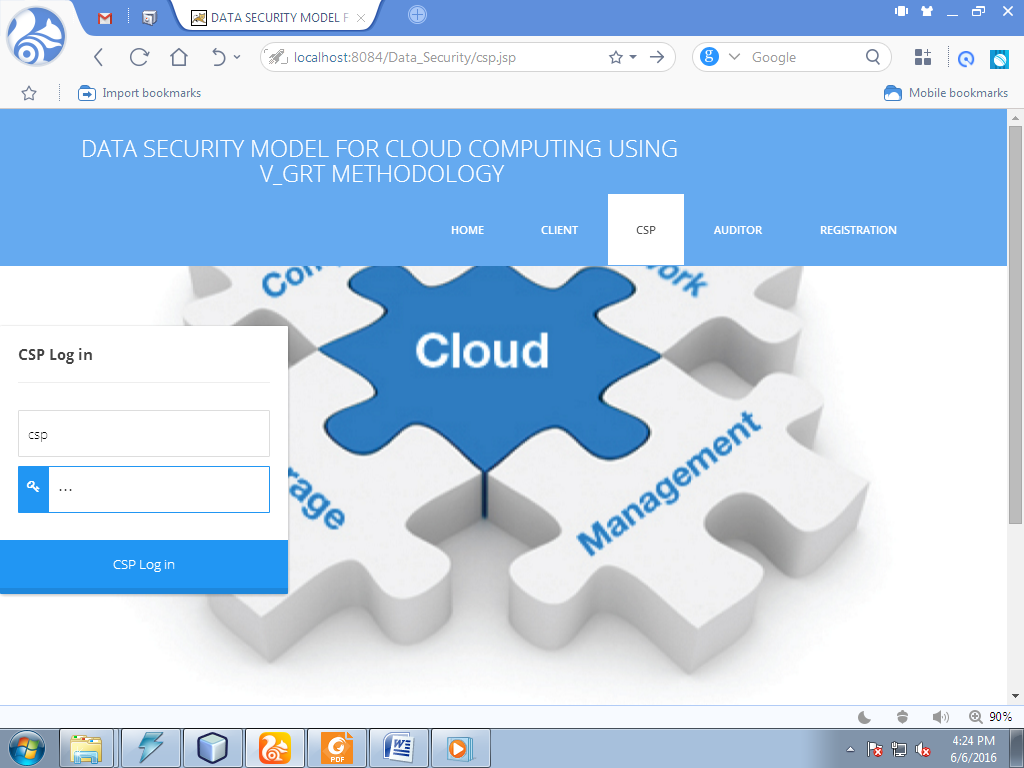 DATA SECURITY MODEL F
localhost:8084/Data_Security/csp.jsp
g
Google
Import bookmarks
Mobile bookmarks
DATA SECURITY MODEL FOR CLOUD COMPUTING USING
V_GRT METHODOLOGY
HOME
CLIENT
CSP
AUDITOR
REGISTRATION
Cloud
Management
CSP Log in
csp
...
CSP Log in
90%
PDF
4:24 PM
6/6/2016